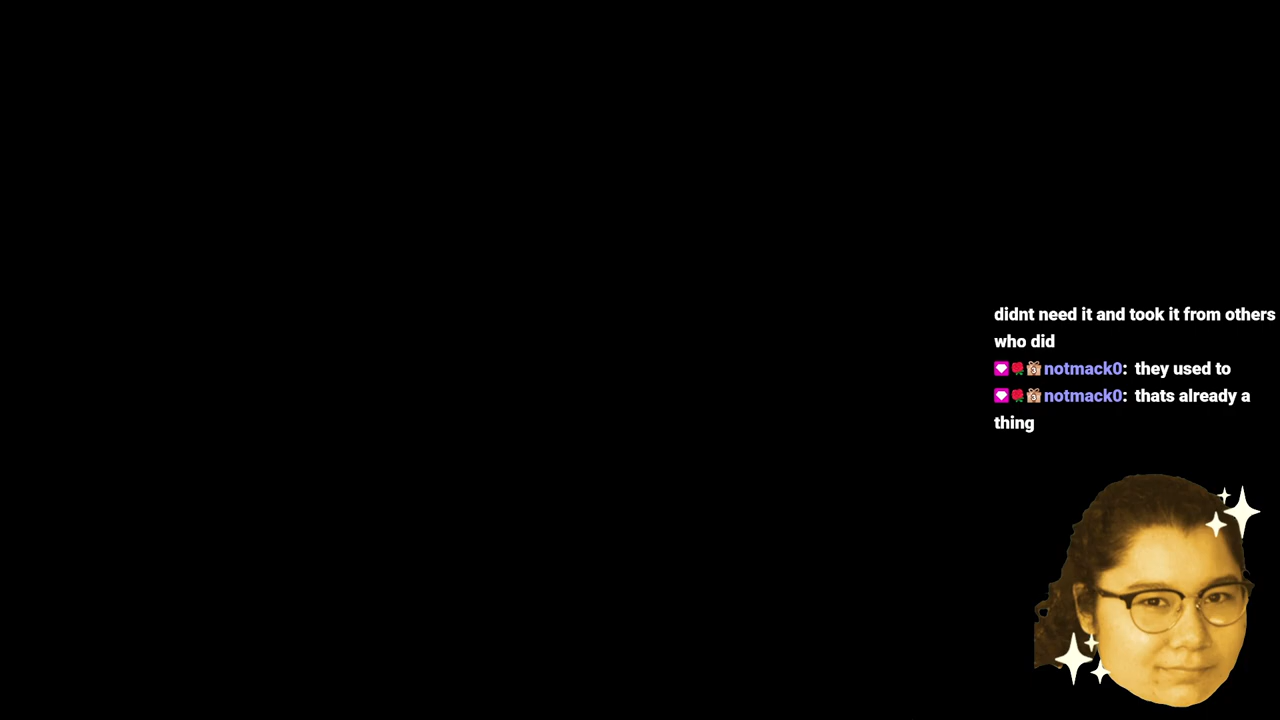 didnt need it and took it from others
who did
notmack0: they used to
notmack0: thats already a
thing